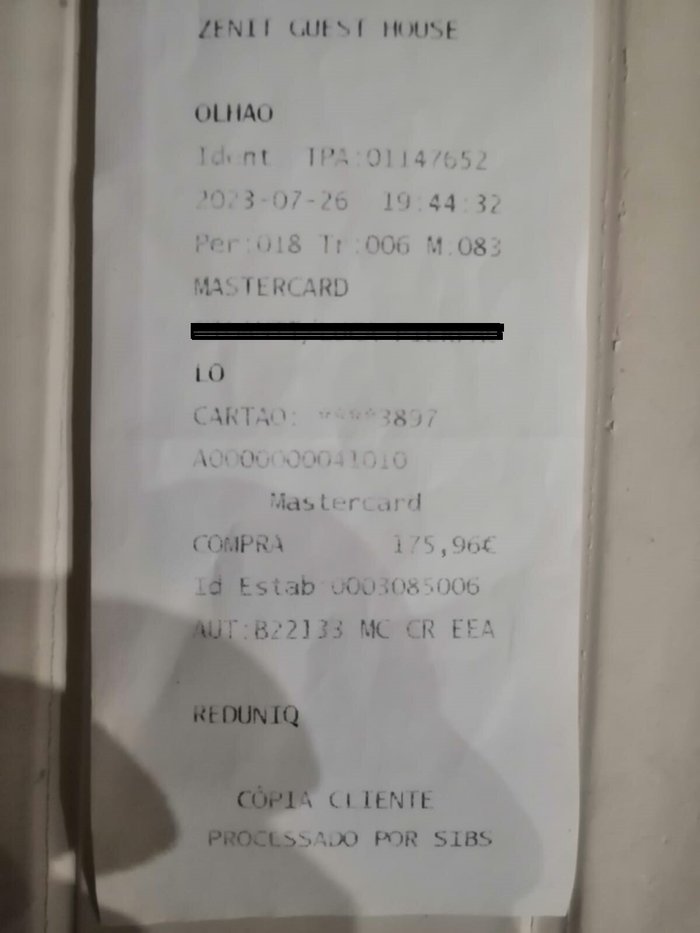 ZENIT GUEST HOUSE
OLHAO
Ident TPA:01147652
2023-07-26 19:44:32
Per:018 Tr:006 M:083
MASTERCARD
LO
CARTAO: ****3897
A0000000041010
Mastercard
COMPRA 175,96€
Id Estab:0003085006
AUT:B22133 MC CR EEA
REDUNIQ
CÓPIA CLIENTE
PROCESSADO POR SIBS